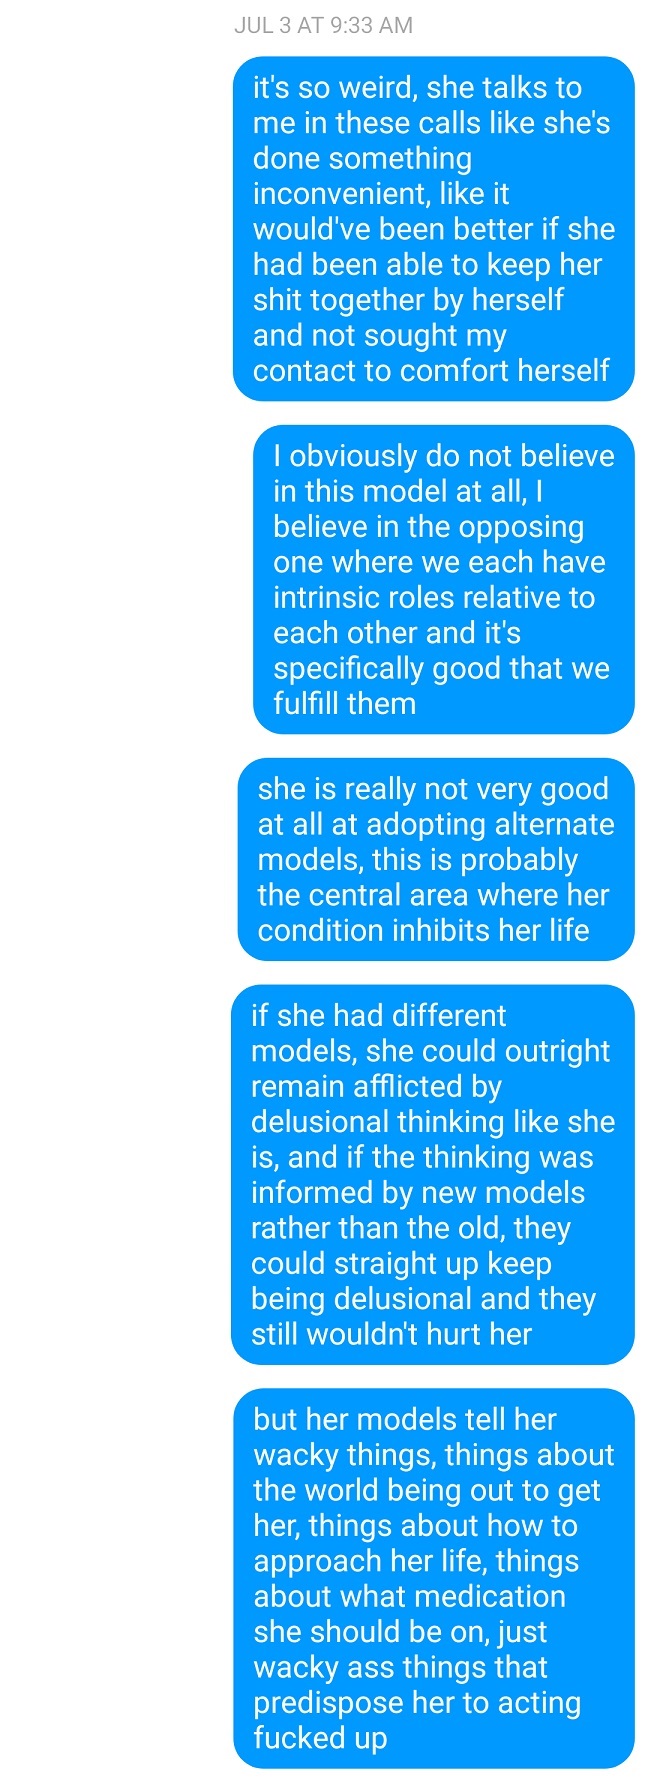 JUL 3 AT 9:33 AM
it's so weird, she talks to
me in these calls like she's
done something
inconvenient, like it
would've been better if she
had been able to keep her
shit together by herself
and not sought my
contact to comfort herself
I obviously do not believe
in this model at all, I
believe in the opposing
one where we each have
intrinsic roles relative to
each other and it's
specifically good that we
fulfill them
she is really not very good
at all at adopting alternate
models, this is probably
the central area where her
condition inhibits her life
if she had different
models, she could outright
remain afflicted by
delusional thinking like she
is, and if the thinking was
informed by new models
rather than the old, they
could straight up keep
being delusional and they
still wouldn't hurt her
but her models tell her
wacky things, things about
the world being out to get
her, things about how to
approach her life, things
about what medication
she should be on, just
wacky ass things that
predispose her to acting
fucked up